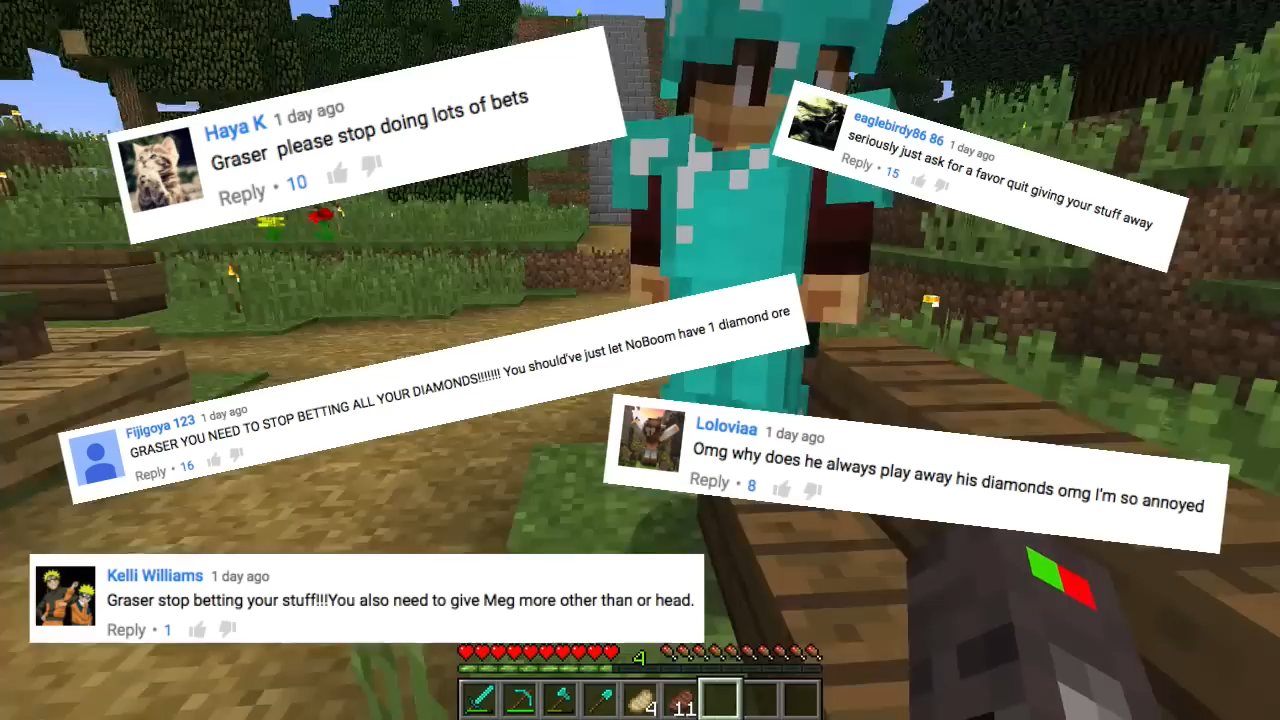 Haya K 1 day ago
Graser please stop doing lots of bets
Reply • 10
eaglebirdy86 86 1 day ago
seriously just ask for a favor quit giving your stuff away
Reply • 15
Fijigoya 123 1 day ago
GRASER YOU NEED TO STOP BETTING ALL YOUR DIAMONDS!!!!!!! You should've just let NoBoom have 1 diamond ore
Reply • 16
Loloviaa 1 day ago
Omg why does he always play away his diamonds omg I'm so annoyed
Reply • 8
Kelli Williams 1 day ago
Graser stop betting your stuff!!!You also need to give Meg more other than or head.
Reply • 1
4
4 11